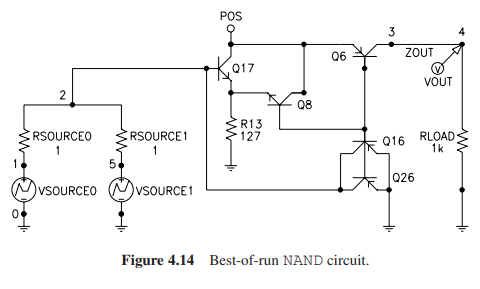 POS
3
4
Q6
ZOUT
Q17
VOUT
2
Q8
RSOURCE0
1
RSOURCE1
1
R13
127
Q16
RLOAD
1k
1
5
V
VSOURCE0
VSOURCE1
Q26
0
Figure 4.14 Best-of-run NAND circuit.